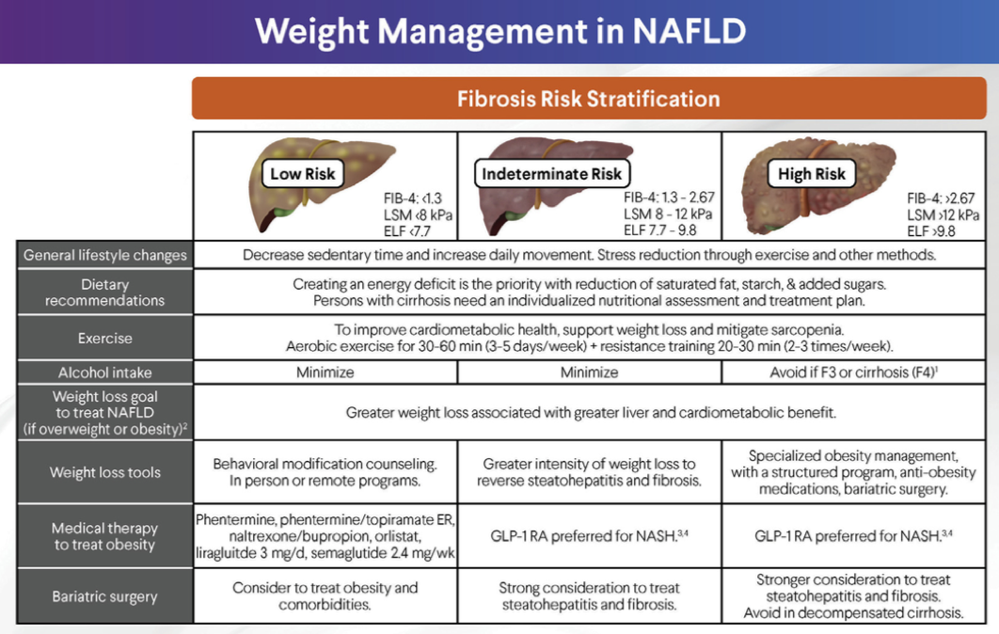 Weight Management in NAFLD
Fibrosis Risk Stratification
Low Risk
FIB-4: <1.3
LSM <8 kPa
ELF <7.7
Indeterminate Risk
FIB-4: 1.3 - 2.67
LSM 8 - 12 kPa
ELF 7.7 - 9.8
High Risk
FIB-4: >2.67
LSM >12 kPa
ELF >9.8
General lifestyle changes
Decrease sedentary time and increase daily movement. Stress reduction through exercise and other methods.
Dietary
recommendations
Creating an energy deficit is the priority with reduction of saturated fat, starch, & added sugars.
Persons with cirrhosis need an individualized nutritional assessment and treatment plan.
Exercise
To improve cardiometabolic health, support weight loss and mitigate sarcopenia.
Aerobic exercise for 30-60 min (3-5 days/week) + resistance training 20-30 min (2-3 times/week).
Alcohol intake
Minimize
Minimize
Avoid if F3 or cirrhosis (F4)¹
Weight loss goal
to treat NAFLD
(if overweight or obesity)²
Greater weight loss associated with greater liver and cardiometabolic benefit.
Weight loss tools
Behavioral modification counseling.
In person or remote programs.
Greater intensity of weight loss to
reverse steatohepatitis and fibrosis.
Specialized obesity management,
with a structured program, anti-obesity
medications, bariatric surgery.
Medical therapy
to treat obesity
Phentermine, phentermine/topiramate ER,
naltrexone/bupropion, orlistat,
liragluitde 3 mg/d, semaglutide 2.4 mg/wk
GLP-1 RA preferred for NASH.³,⁴
GLP-1 RA preferred for NASH.³,⁴
Bariatric surgery
Consider to treat obesity and
comorbidities.
Strong consideration to treat
steatohepatitis and fibrosis.
Stronger consideration to treat
steatohepatitis and fibrosis.
Avoid in decompensated cirrhosis.